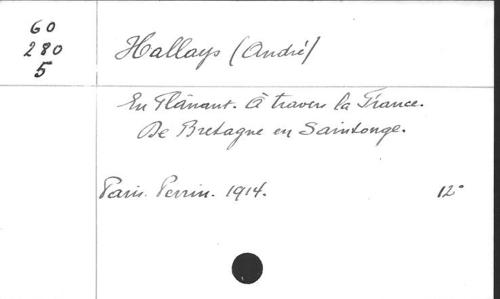 60
280
5
Hallays (André)
En Flânant. À travers la France.
De Bretagne en Saintonge.
Paris. Perrin. 1914. 12°